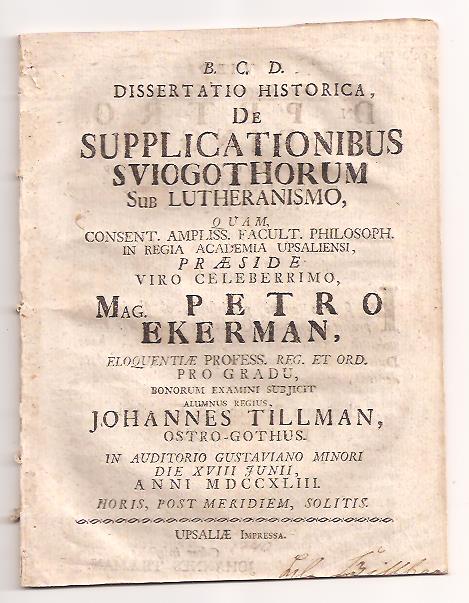 B. C. D.
DISSERTATIO HISTORICA,
DE
SUPPLICATIONIBUS
SVIOGOTHORUM
SUB LUTHERANISMO,
QUAM,
CONSENT. AMPLISS. FACULT. PHILOSOPH.
IN REGIA ACADEMIA UPSALIENSI,
PRÆSIDE
VIRO CELEBERRIMO,
MAG. PETRO
EKERMAN,
ELOQUENTIÆ PROFESS. REG. ET ORD.
PRO GRADU,
BONORUM EXAMINI SUBJICIT
ALUMNUS REGIUS,
JOHANNES TILLMAN,
OSTRO-GOTHUS.
IN AUDITORIO GUSTAVIANO MINORI
DIE XVIII JUNII,
ANNI MDCCXLIII.
HORIS, POST MERIDIEM, SOLITIS.
UPSALIÆ IMPRESSA.